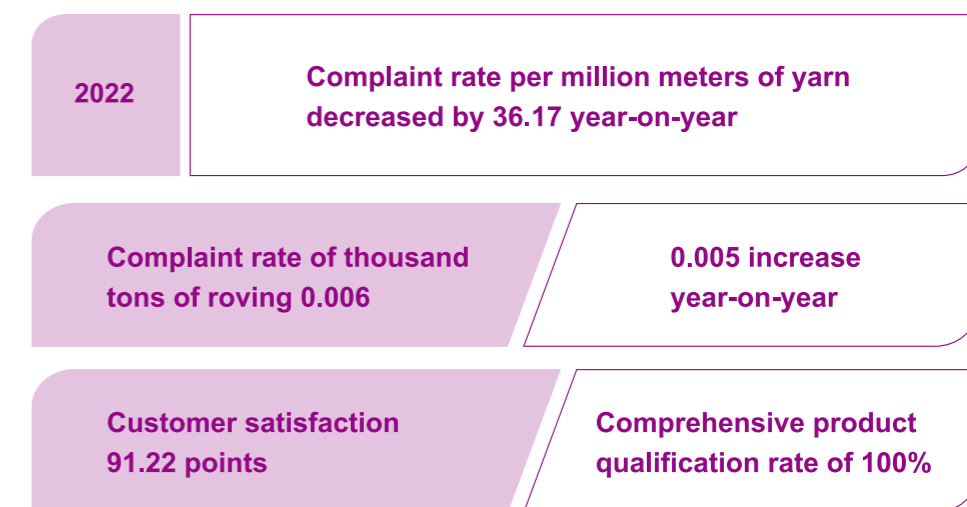 2022
Complaint rate per million meters of yarn
decreased by 36.17 year-on-year
Complaint rate of thousand
tons of roving 0.006
0.005 increase
year-on-year
Customer satisfaction
91.22 points
Comprehensive product
qualification rate of 100%